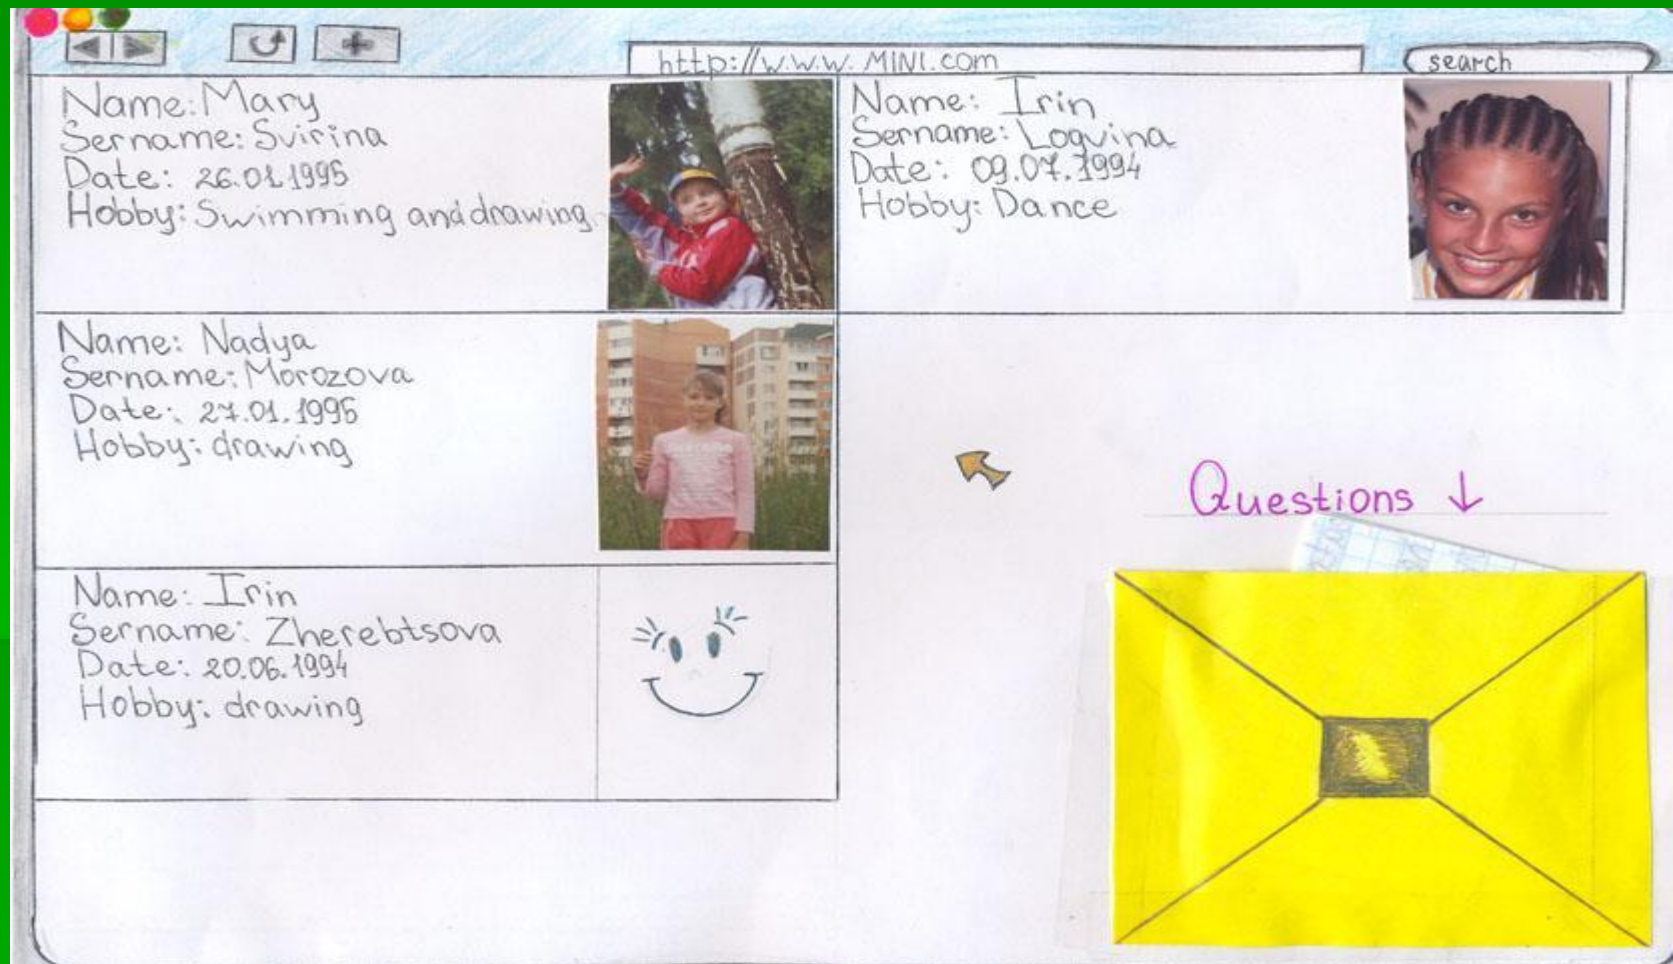 http://w.w.w. MINI.com
search
Name: Mary
Sername: Svirina
Date: 26.01.1995
Hobby: Swimming and drawing
Name: Irin
Sername: Logvina
Date: 09.07.1994
Hobby: Dance
Name: Nadya
Sername: Morozova
Date: 27.01.1995
Hobby: drawing
Name: Irin
Sername: Zherebtsova
Date: 20.06.1994
Hobby: drawing
Questions ↓